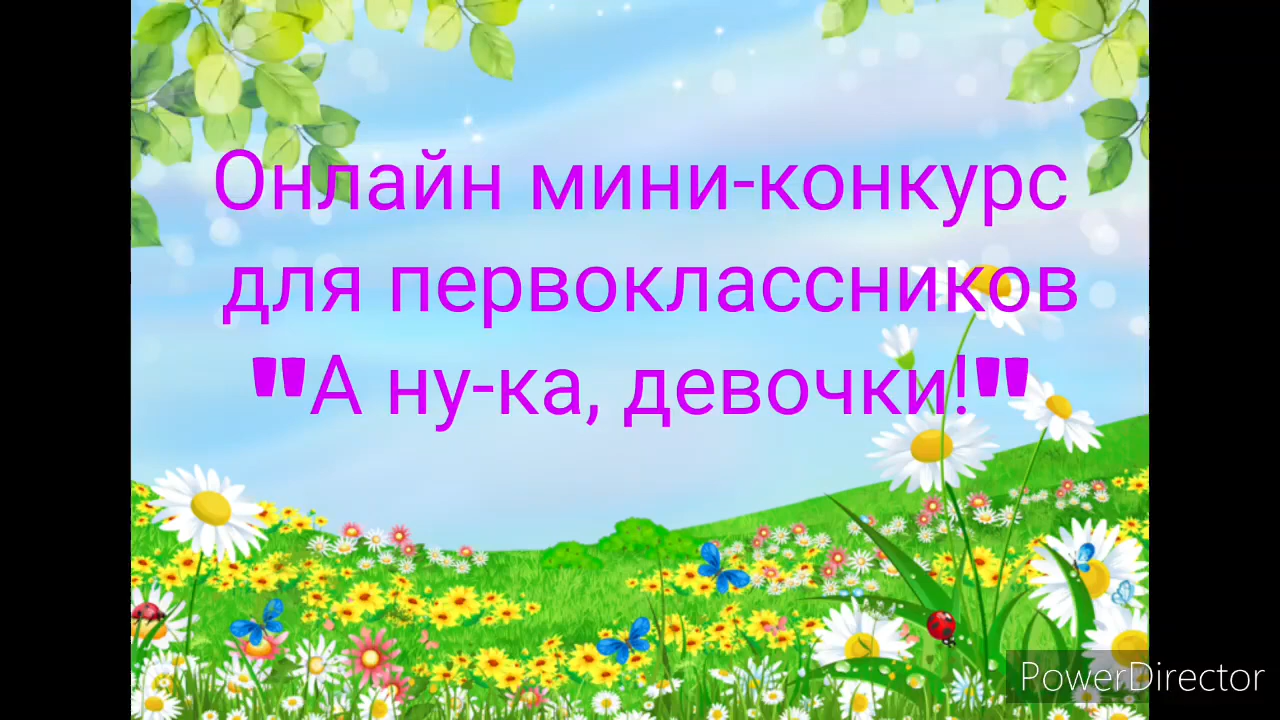 Онлайн мини-конкурс
для первоклассников
"А ну-ка, девочки!"
PowerDirector